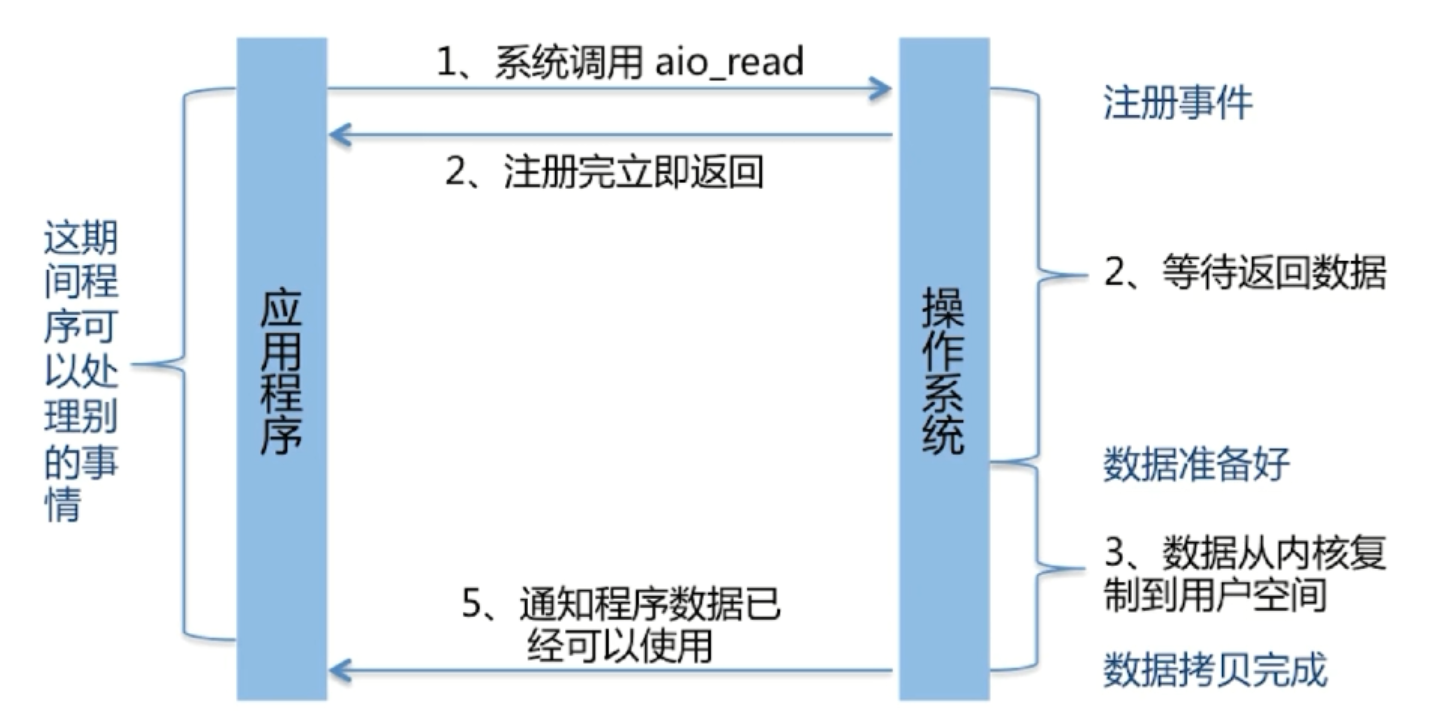 1、系统调用 aio_read
注册事件
2、注册完立即返回
这期
间程
序可
以处
理别
的事
情
应用程序
操作系统
2、等待返回数据
数据准备好
3、数据从内核复
制到用户空间
5、通知程序数据已
经可以使用
数据拷贝完成